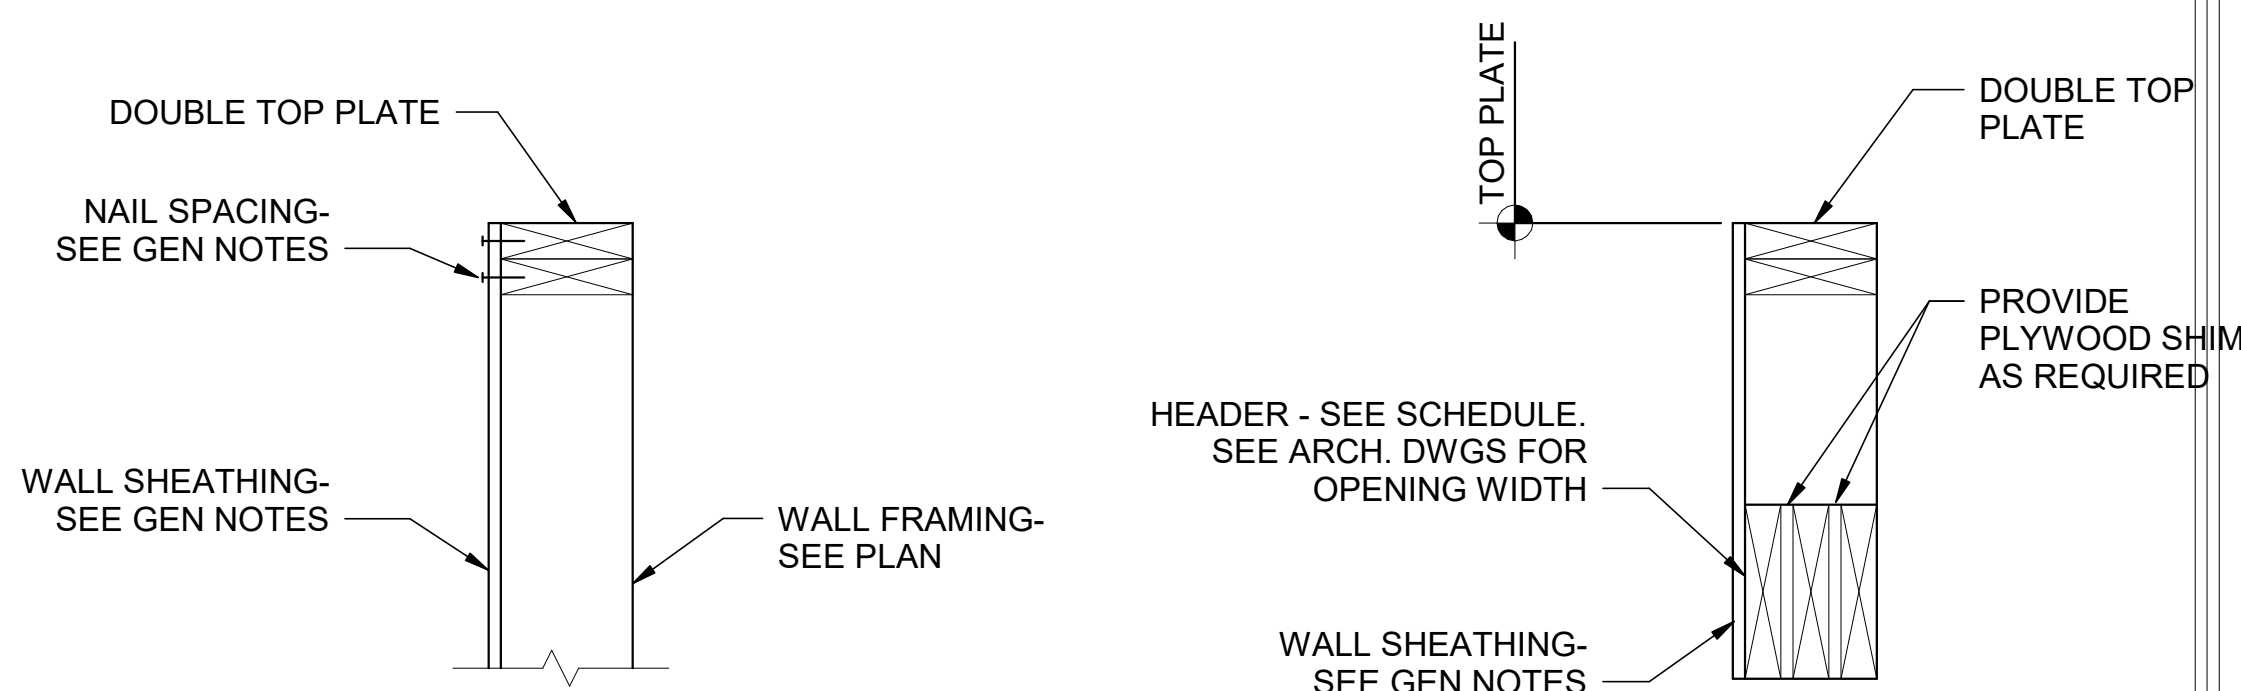 DOUBLE TOP PLATE
NAIL SPACING-
SEE GEN NOTES
WALL SHEATHING-
SEE GEN NOTES
WALL FRAMING-
SEE PLAN
TOP PLATE
DOUBLE TOP
PLATE
PROVIDE
PLYWOOD SHIM
AS REQUIRED
HEADER - SEE SCHEDULE.
SEE ARCH. DWGS FOR
OPENING WIDTH
WALL SHEATHING-
SEE GEN NOTES